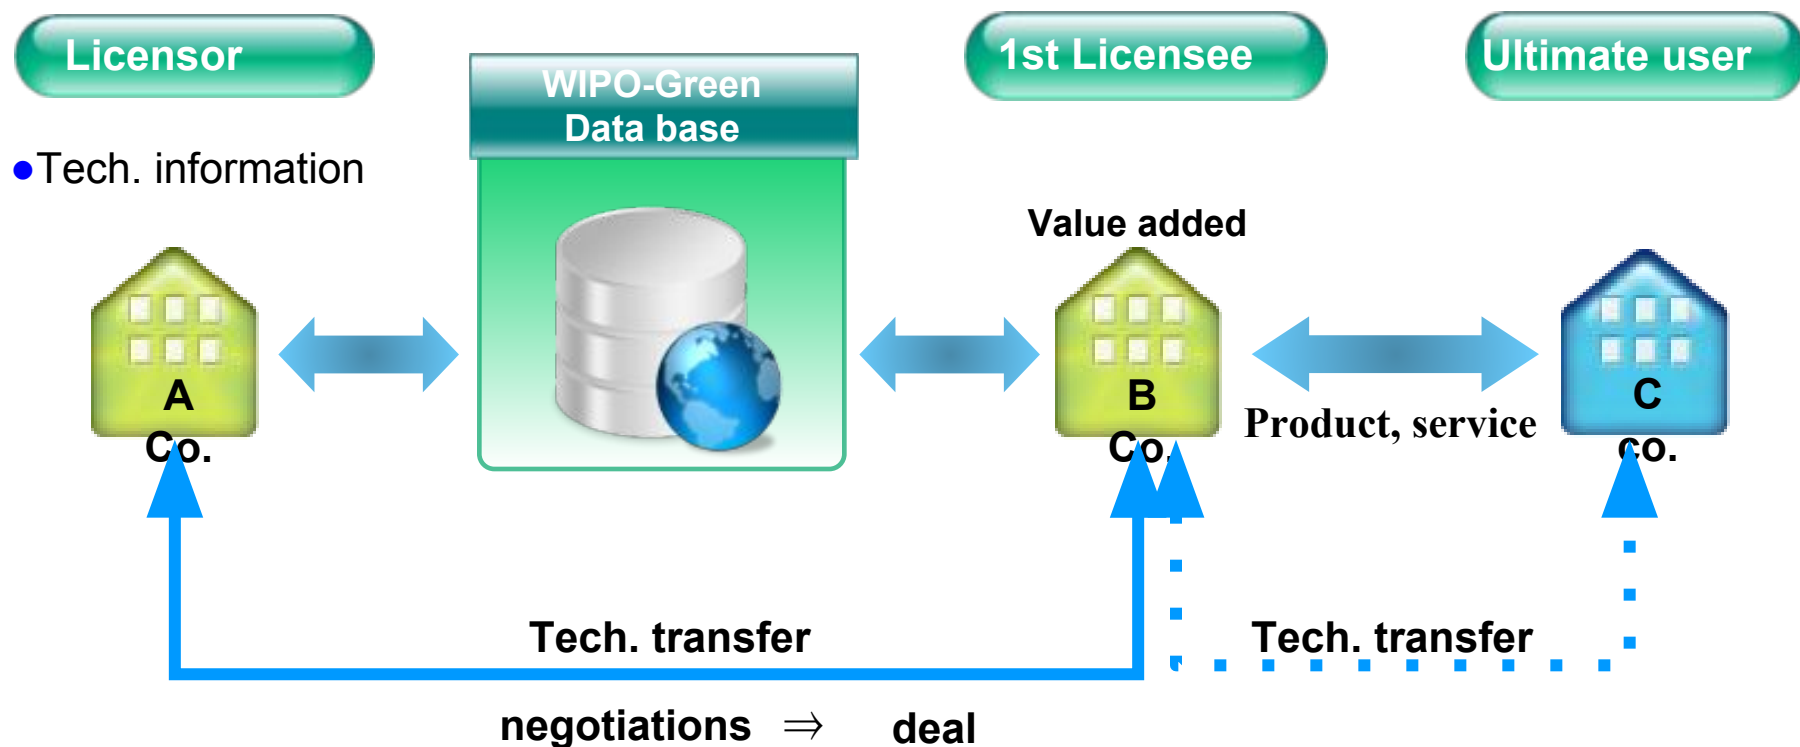 Licensor
WIPO-Green
Data base
1st Licensee
Ultimate user
●Tech. information
Value added
A
Co.
B
Co.
Product, service
C
co.
Tech. transfer
Tech. transfer
negotiations ⇒ deal